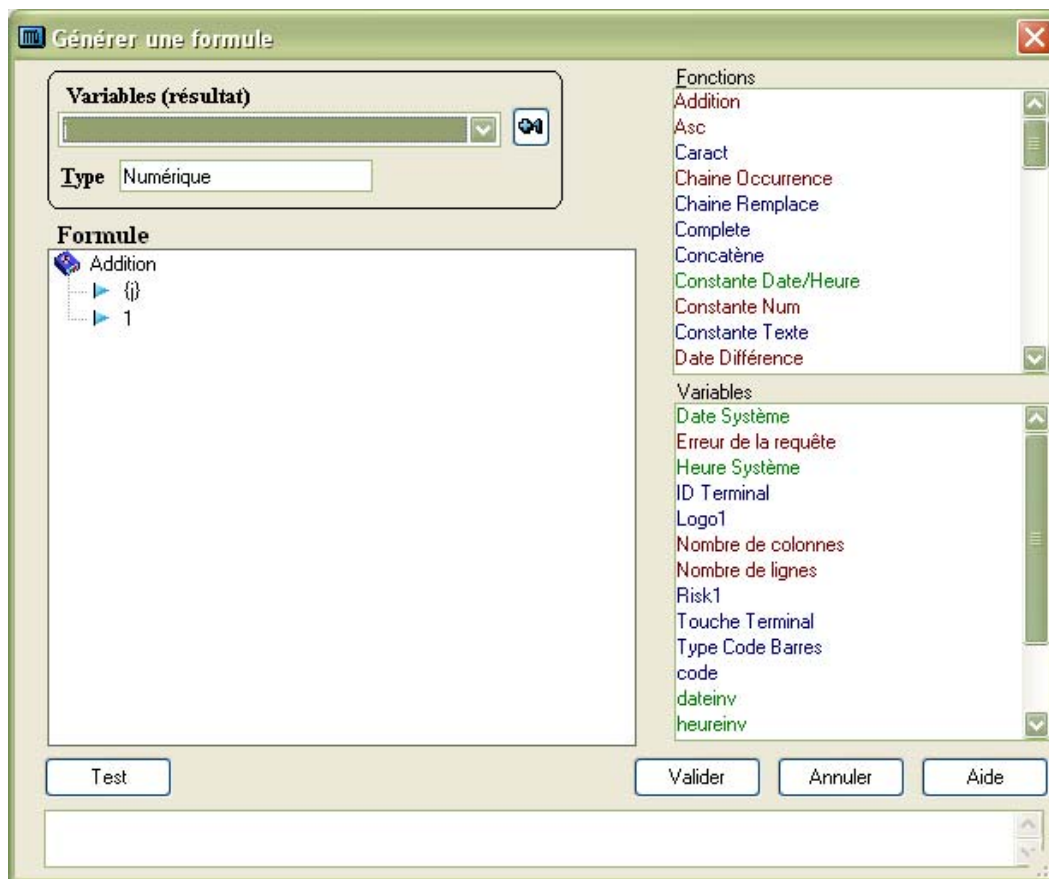 Générer une formule
Variables (résultat)
j
Type Numérique
Formule
Addition
{j}
1
Fonctions
Addition
Asc
Caract
Chaine Occurrence
Chaine Remplace
Complete
Concatène
Constante Date/Heure
Constante Num
Constante Texte
Date Différence
Variables
Date Système
Erreur de la requête
Heure Système
ID Terminal
Logo1
Nombre de colonnes
Nombre de lignes
Risk1
Touche Terminal
Type Code Barres
code
dateinv
heureinv
Test
Valider
Annuler
Aide